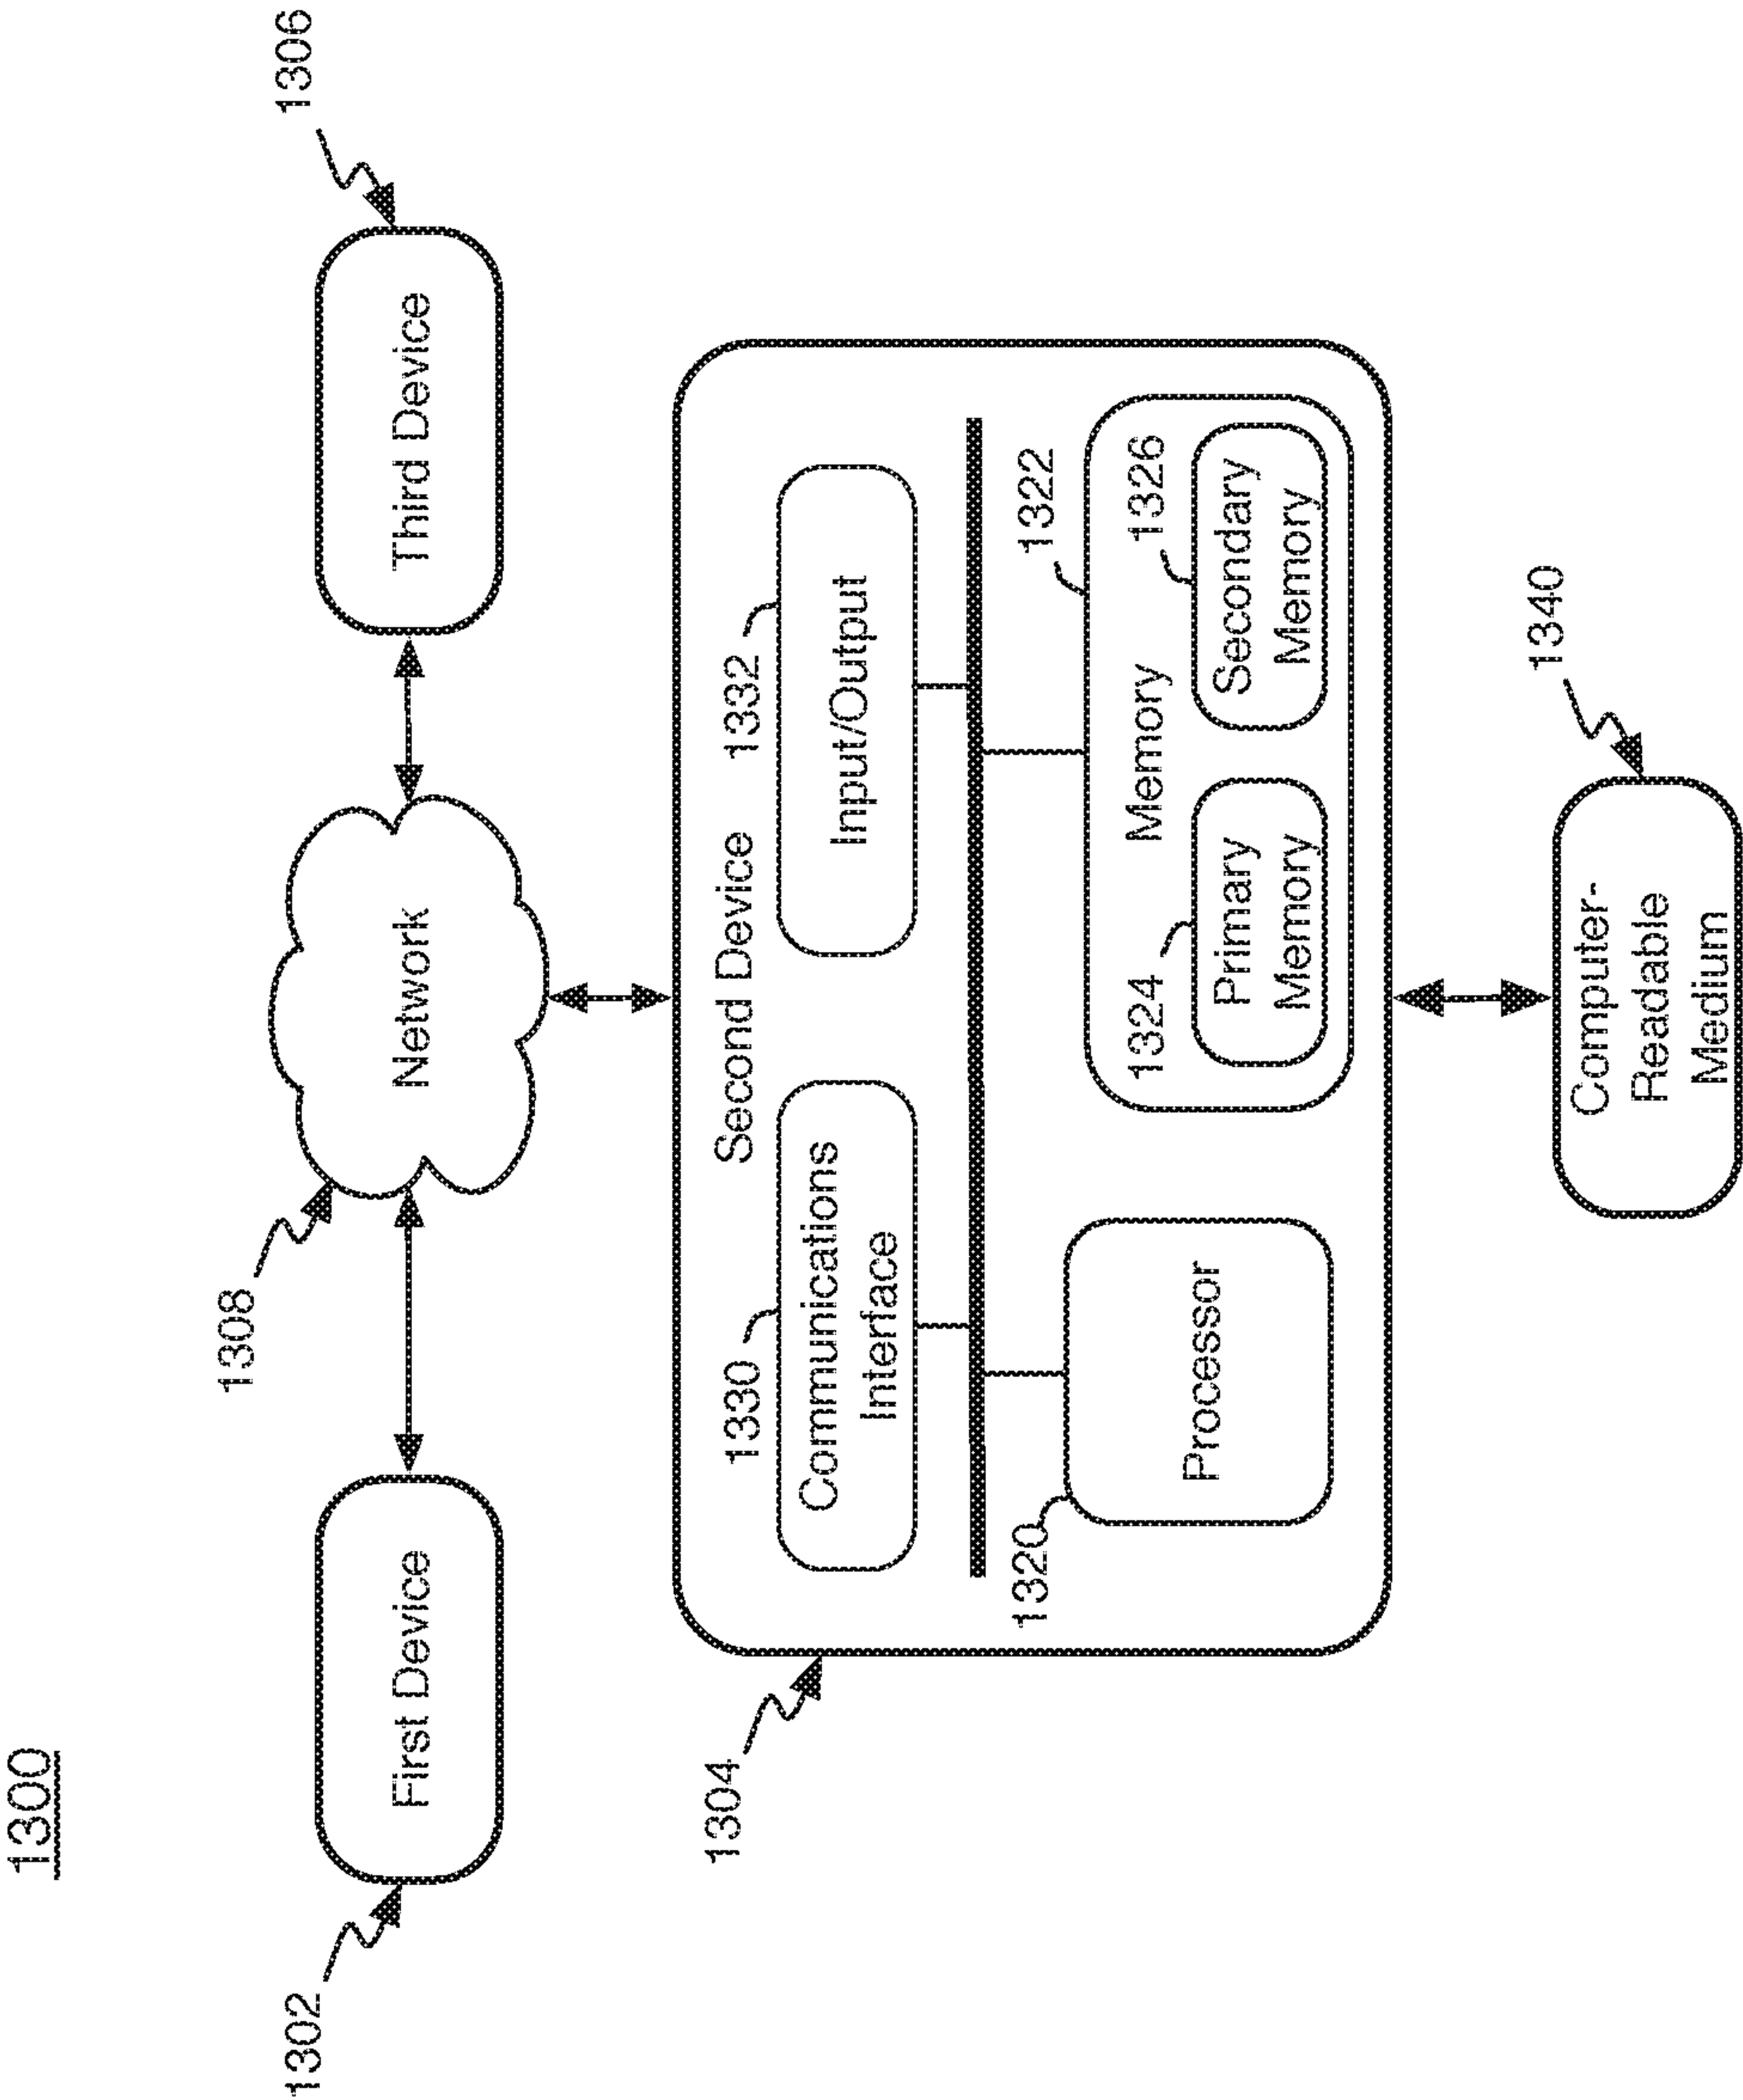 1300
1302
First Device
1308
Network
Third Device
1306
1304
Second Device
1330
Communications
Interface
1332
Input/Output
1320
Processor
1322
Memory
1324
Primary
Memory
1326
Secondary
Memory
Computer-
Readable
Medium
1340